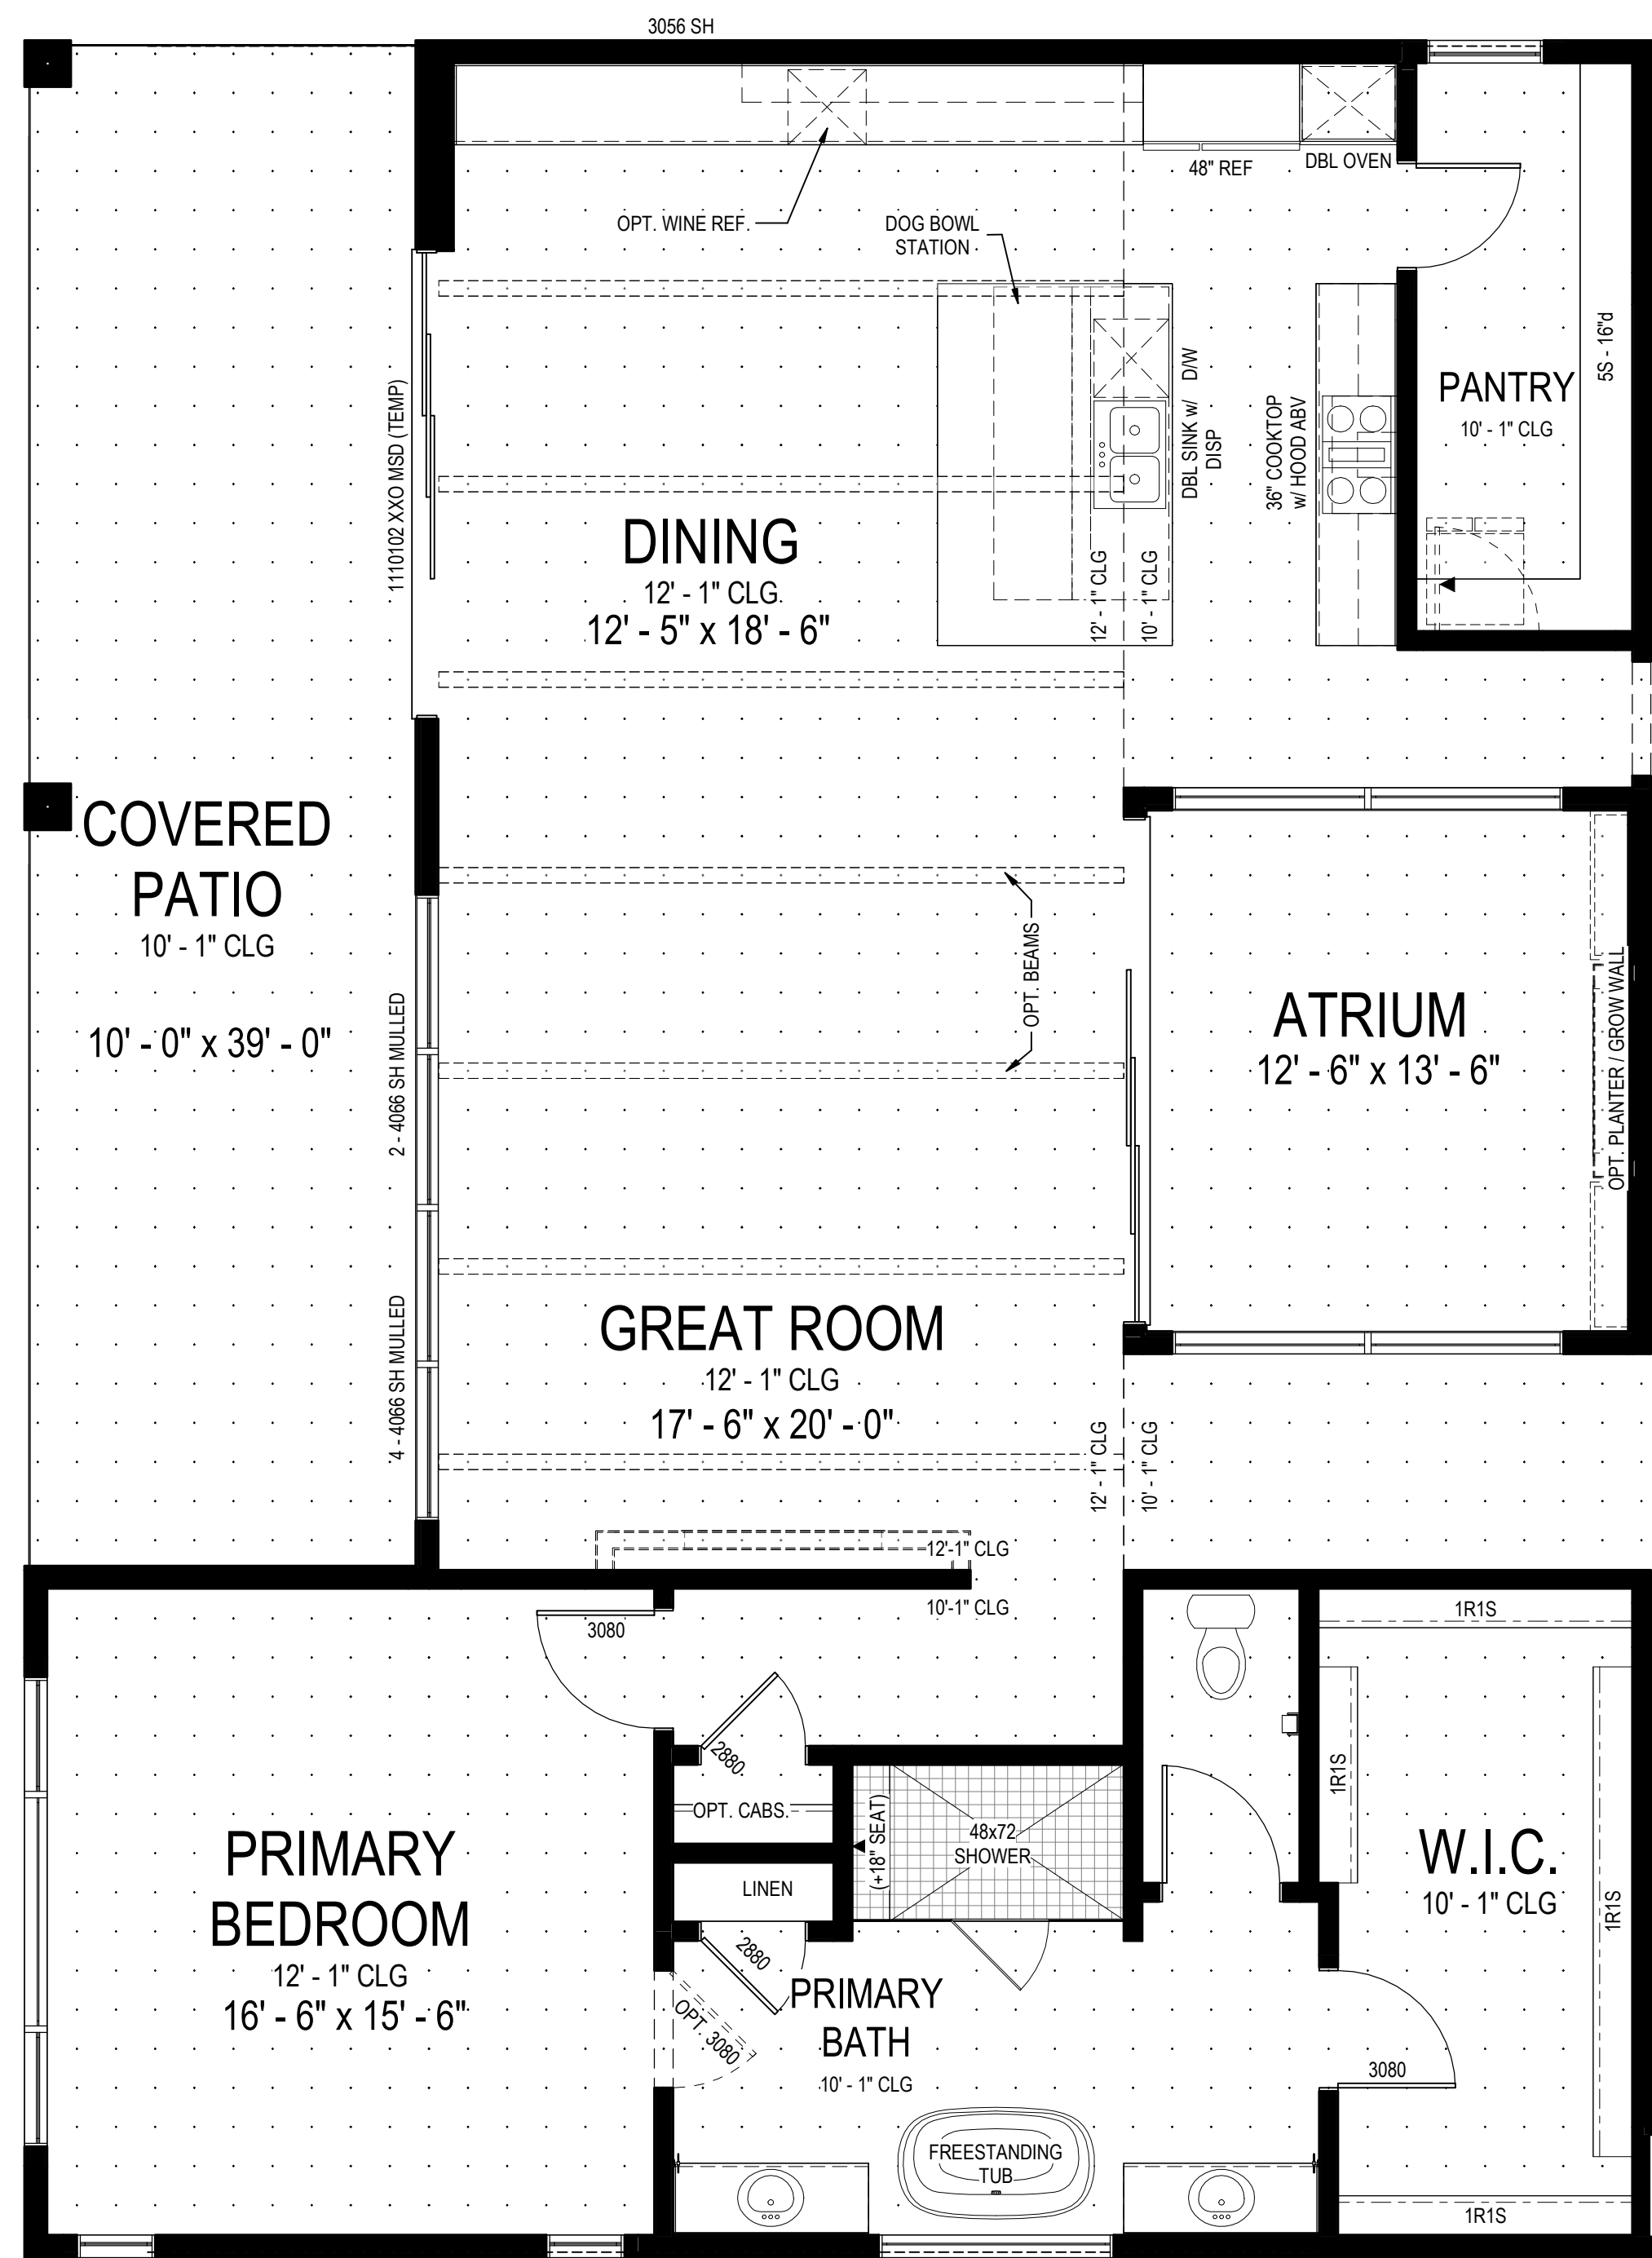 3056 SH
48" REF
DBL OVEN
OPT. WINE REF.
DOG BOWL
STATION
5S - 16"d
1110102 XXO MSD (TEMP)
DBL SINK w/ D/W
DISP
36" COOKTOP
w/ HOOD ABV
PANTRY
10' - 1" CLG
DINING
12' - 1" CLG
12' - 5" x 18' - 6"
12' - 1" CLG
10' - 1" CLG
COVERED
PATIO
10' - 1" CLG
10' - 0" x 39' - 0"
2 - 4066 SH MULLED
OPT. BEAMS
ATRIUM
12' - 6" x 13' - 6"
OPT. PLANTER / GROW WALL
4 - 4066 SH MULLED
GREAT ROOM
12' - 1" CLG
17' - 6" x 20' - 0"
12' - 1" CLG
10' - 1" CLG
12'-1" CLG
10'-1" CLG
3080
1R1S
2880
OPT. CABS.
(+18" SEAT)
48x72
SHOWER
1R1S
LINEN
2880
PRIMARY
BEDROOM
12' - 1" CLG
16' - 6" x 15' - 6"
W.I.C.
10' - 1" CLG
1R1S
OPT. 3080
PRIMARY
BATH
10' - 1" CLG
3080
FREESTANDING
TUB
1R1S